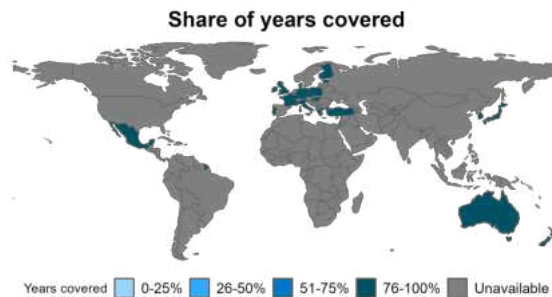 Share of years covered
Years covered 0-25% 26-50% 51-75% 76-100% Unavailable